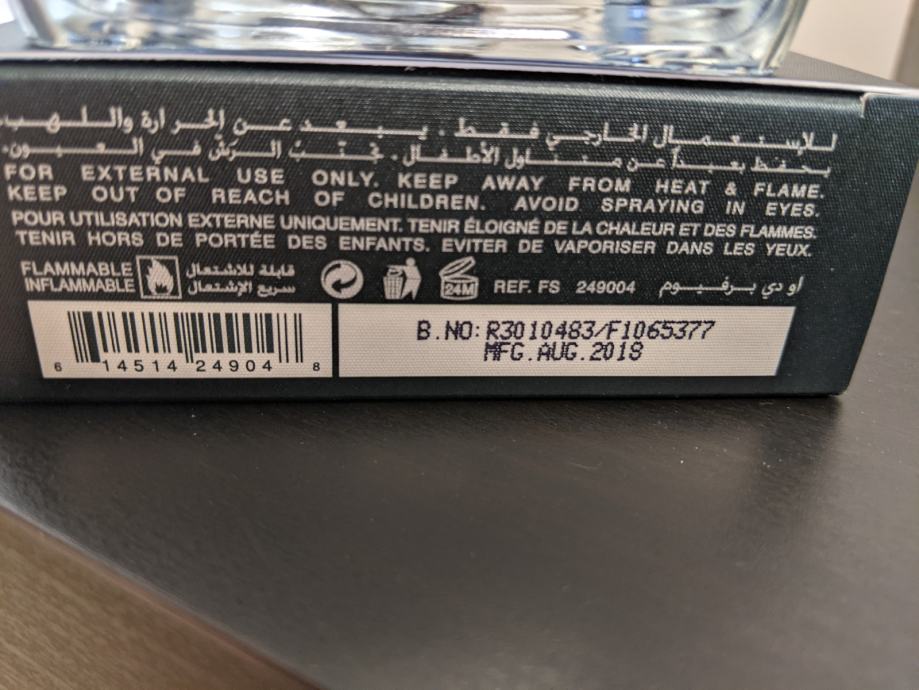 للاستعمال الخارجي فقط . يبعد عن الحرارة واللهب.
يحفظ بعيداً عن متناول الأطفال . تجنب الرش في العيون.
FOR EXTERNAL USE ONLY. KEEP AWAY FROM HEAT & FLAME.
KEEP OUT OF REACH OF CHILDREN. AVOID SPRAYING IN EYES.
POUR UTILISATION EXTERNE UNIQUEMENT. TENIR ÉLOIGNÉ DE LA CHALEUR ET DES FLAMMES.
TENIR HORS DE PORTÉE DES ENFANTS. EVITER DE VAPORISER DANS LES YEUX.
FLAMMABLE قابلة للاشتعال
INFLAMMABLE سريع الإشتعال
24M
REF. FS 249004 او دي برفيوم
B.NO: R3010483/F1065377
MFG.AUG.2018
6 14514 24904 8